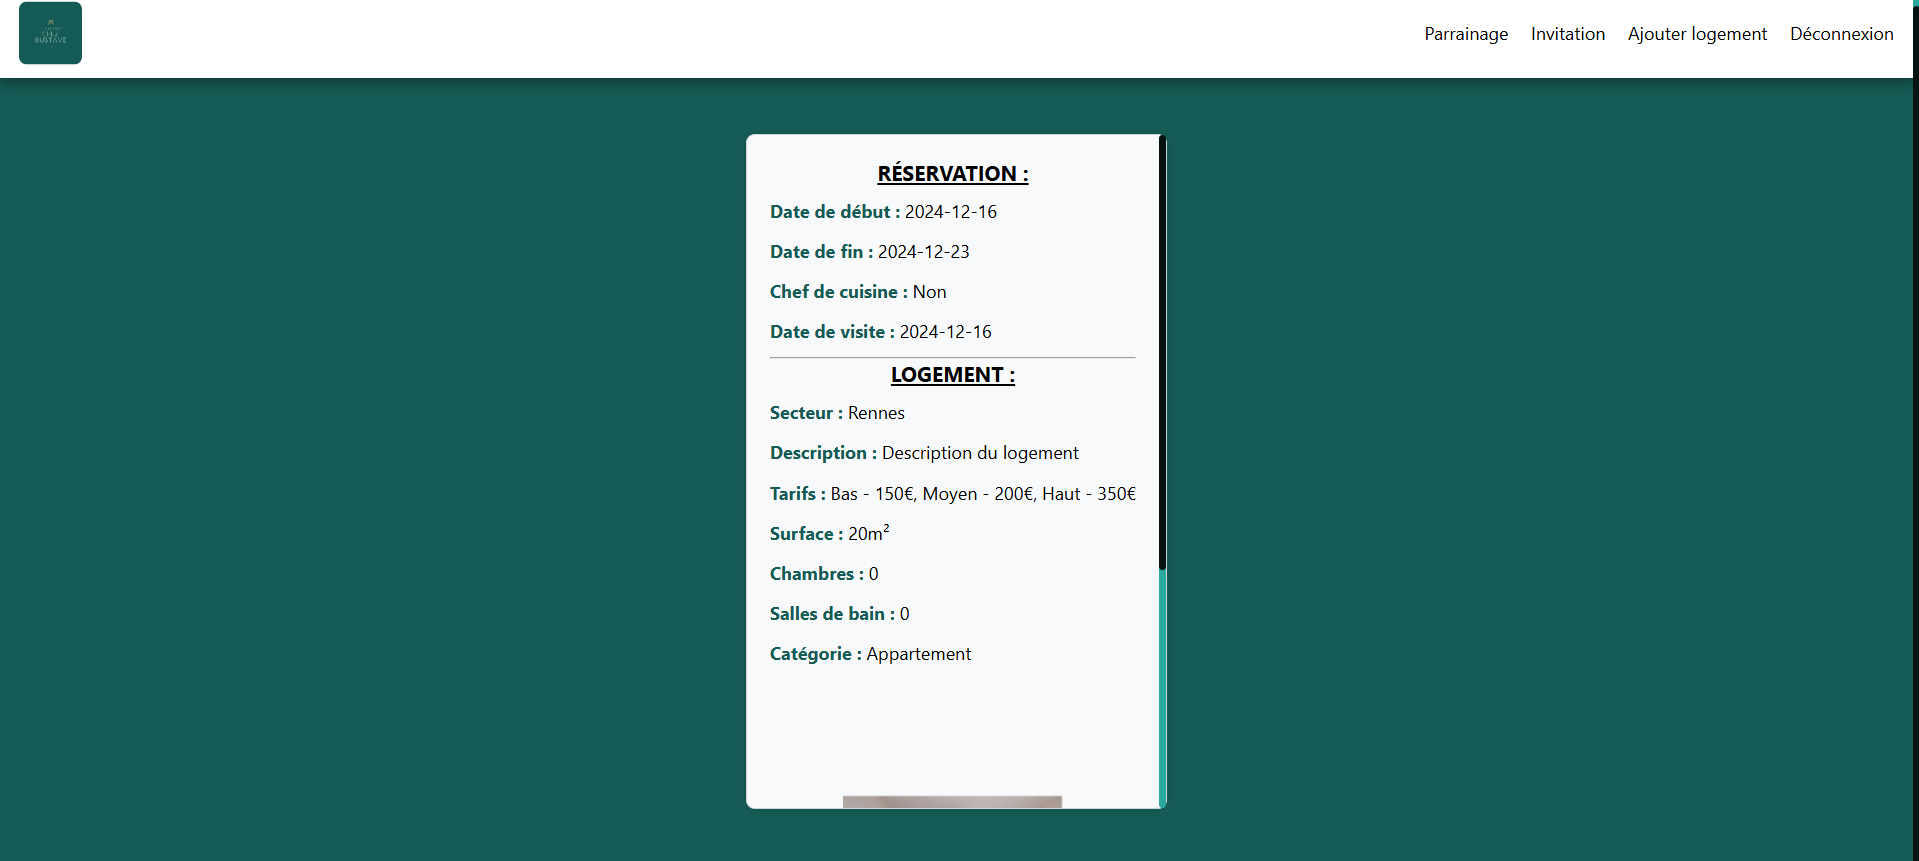 CHEZ
GUSTAVE
Parrainage Invitation Ajouter logement Déconnexion
RÉSERVATION :
Date de début : 2024-12-16
Date de fin : 2024-12-23
Chef de cuisine : Non
Date de visite : 2024-12-16
LOGEMENT :
Secteur : Rennes
Description : Description du logement
Tarifs : Bas - 150€, Moyen - 200€, Haut - 350€
Surface : 20m²
Chambres : 0
Salles de bain : 0
Catégorie : Appartement